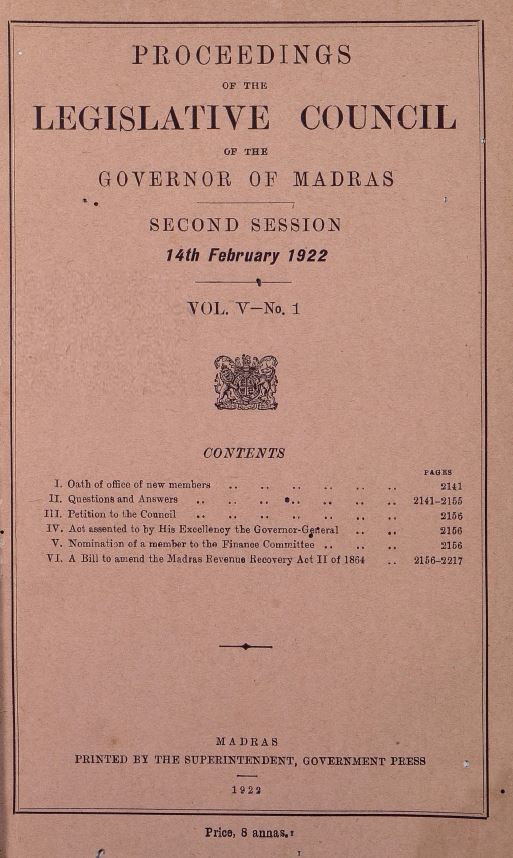 PROCEEDINGS
OF THE
LEGISLATIVE COUNCIL
OF THE
GOVERNOR OF MADRAS
SECOND SESSION
14th February 1922
VOL. V—No. 1
CONTENTS
PAGES
I. Oath of office of new members .. .. .. .. .. .. 2141
II. Questions and Answers .. .. .. .. .. .. .. 2141-2155
III. Petition to the Council .. .. .. .. .. .. .. 2156
IV. Act assented to by His Excellency the Governor-General .. .. 2156
V. Nomination of a member to the Finance Committee .. .. .. 2156
VI. A Bill to amend the Madras Revenue Recovery Act II of 1864 .. 2156-2217
MADRAS
PRINTED BY THE SUPERINTENDENT, GOVERNMENT PRESS
1922
Price, 8 annas.